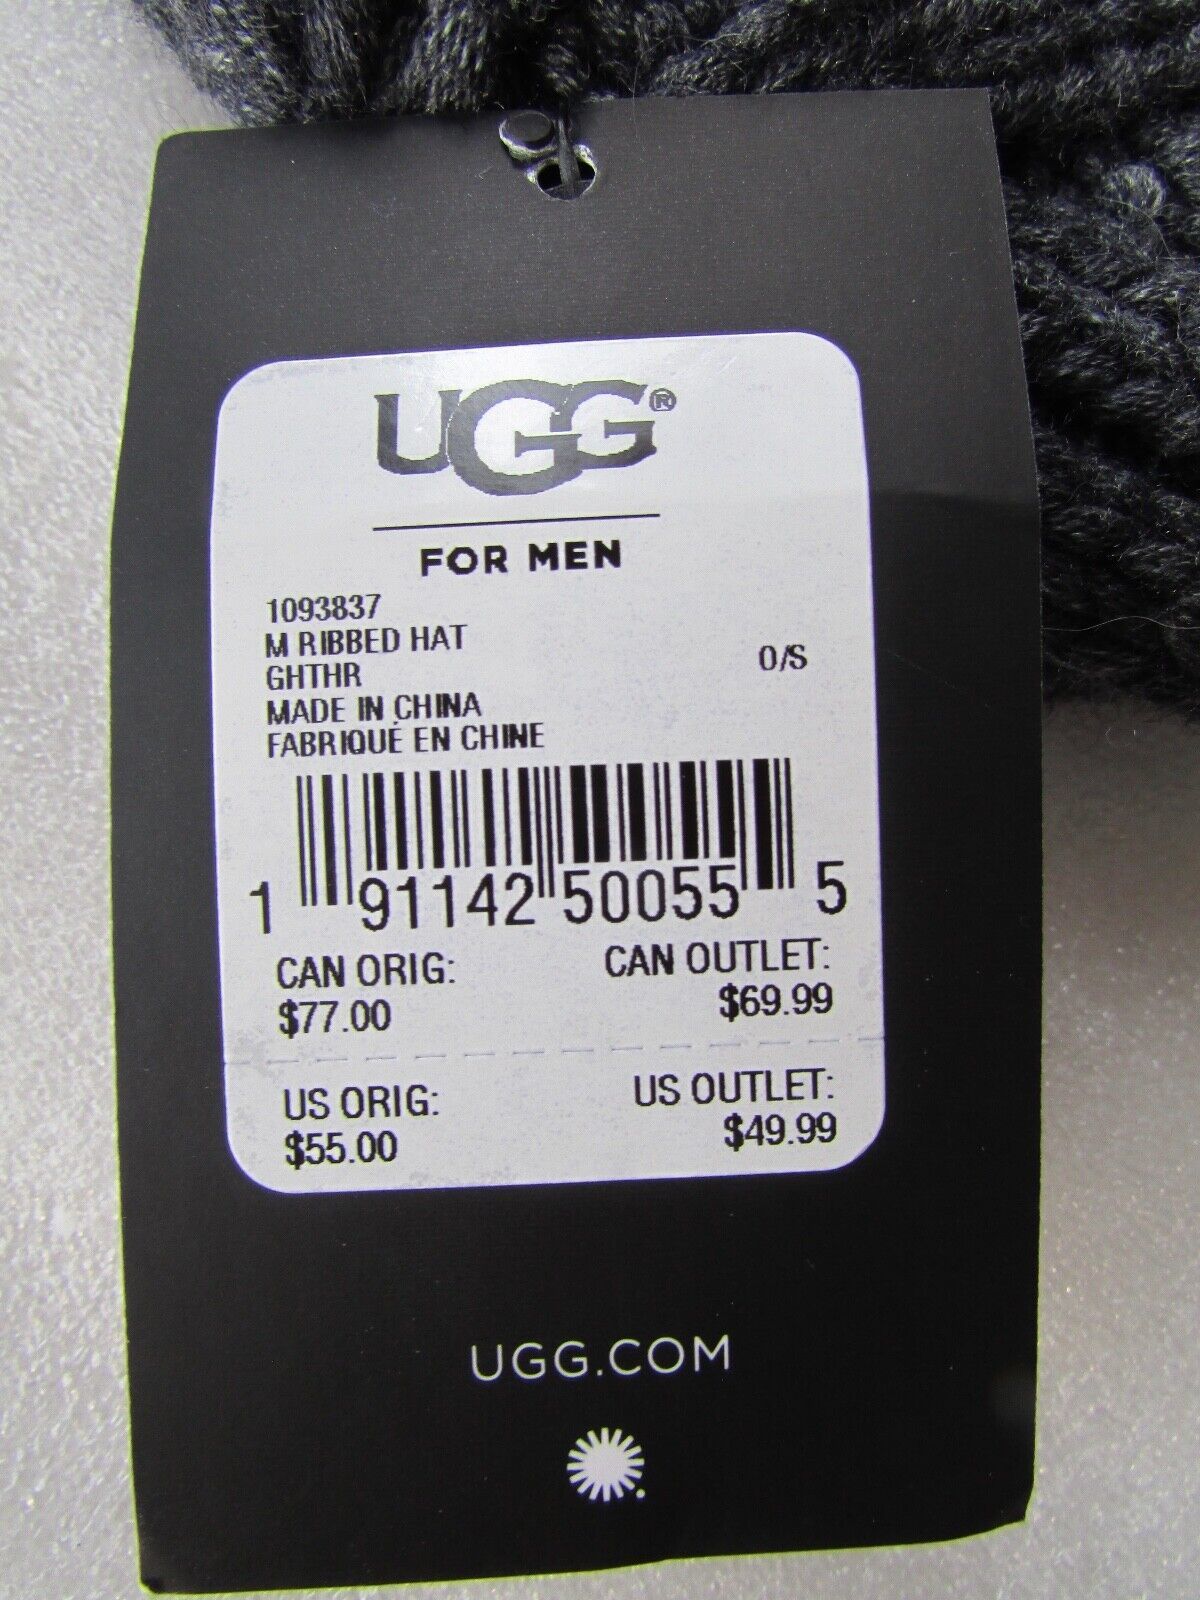 UGG®
FOR MEN
1093837
M RIBBED HAT
GHTHR
O/S
MADE IN CHINA
FABRIQUÉ EN CHINE
1 91142 50055 5
CAN ORIG: CAN OUTLET:
$77.00 $69.99
US ORIG: US OUTLET:
$55.00 $49.99
UGG.COM